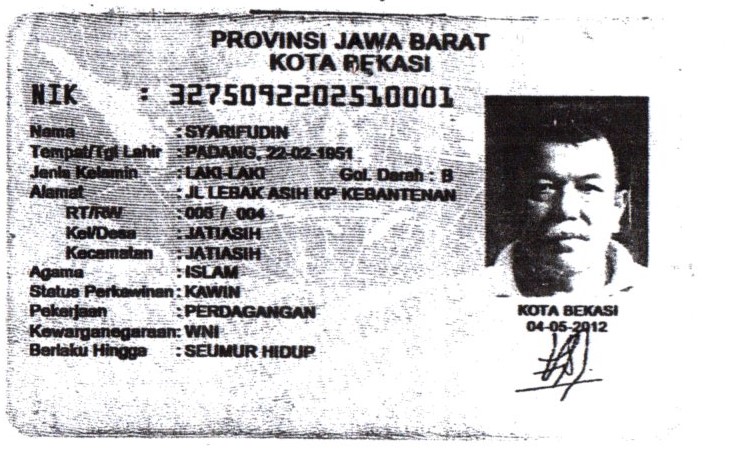 PROVINSI JAWA BARAT
KOTA BEKASI
NIK : 3275092202510001
Nama : SYARIFUDIN
Tempat/Tgl Lahir : PADANG, 22-02-1951
Jenis Kelamin : LAKI-LAKI Gol. Darah : B
Alamat : JL LEBAK ASIH KP KEBANTENAN
RT/RW : / 004
Kel/Desa : JATIASIH
Kecamatan : JATIASIH
Agama : ISLAM
Status Perkawinan : KAWIN
Pekerjaan : PERDAGANGAN
Kewarganegaraan : WNI
Berlaku Hingga : SEUMUR HIDUP
KOTA BEKASI
04-05-2012